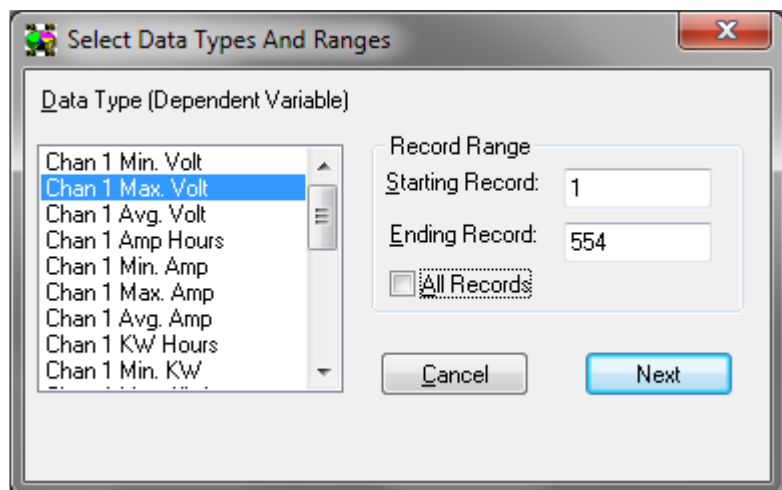 Select Data Types And Ranges
Data Type (Dependent Variable)
Chan 1 Min. Volt
Chan 1 Max. Volt
Chan 1 Avg. Volt
Chan 1 Amp Hours
Chan 1 Min. Amp
Chan 1 Max. Amp
Chan 1 Avg. Amp
Chan 1 KW Hours
Chan 1 Min. KW
Record Range
Starting Record: 1
Ending Record: 554
All Records
Cancel Next